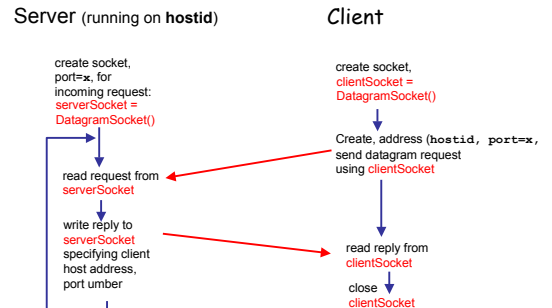 Server (running on hostid)
create socket,
port=x, for
incoming request:
serverSocket =
DatagramSocket()
read request from
serverSocket
write reply to
serverSocket
specifying client
host address,
port umber
Client
create socket,
clientSocket =
DatagramSocket()
Create, address (hostid, port=x,
send datagram request
using clientSocket
read reply from
clientSocket
close
clientSocket